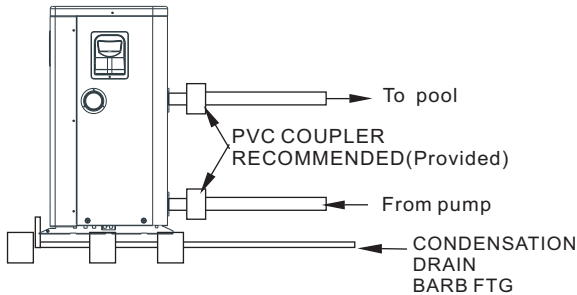 To pool
PVC COUPLER
RECOMMENDED(Provided)
From pump
CONDENSATION
DRAIN
BARB FTG